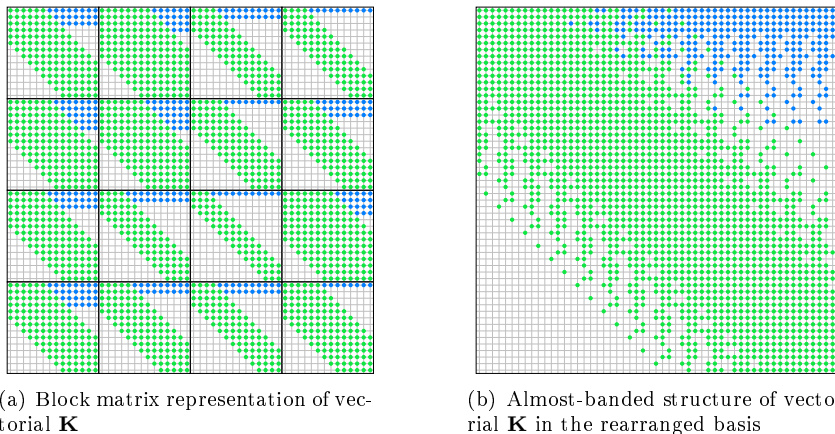 (a) Block matrix representation of vec-
torial K
(b) Almost-banded structure of vecto
rial K in the rearranged basis